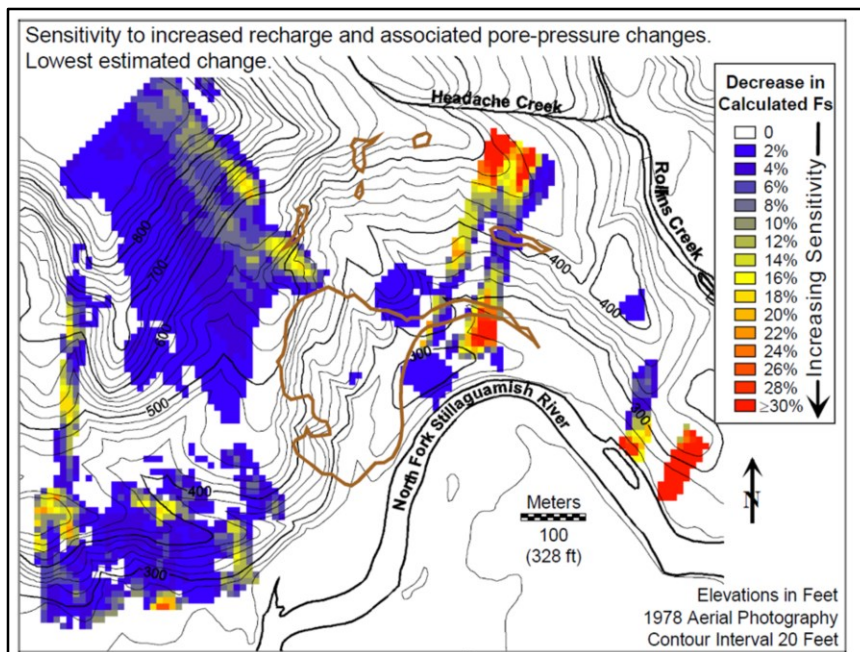 Sensitivity to increased recharge and associated pore-pressure changes.
Lowest estimated change.
Headache Creek
Rollins Creek
North Fork Stillaguamish River
800
700
600
500
400
300
400
400
300
300
Decrease in
Calculated Fs
0
2%
4%
6%
8%
10%
12%
14%
16%
18%
20%
22%
24%
26%
28%
≥30%
Increasing Sensitivity
N
Meters
100
(328 ft)
Elevations in Feet
1978 Aerial Photography
Contour Interval 20 Feet